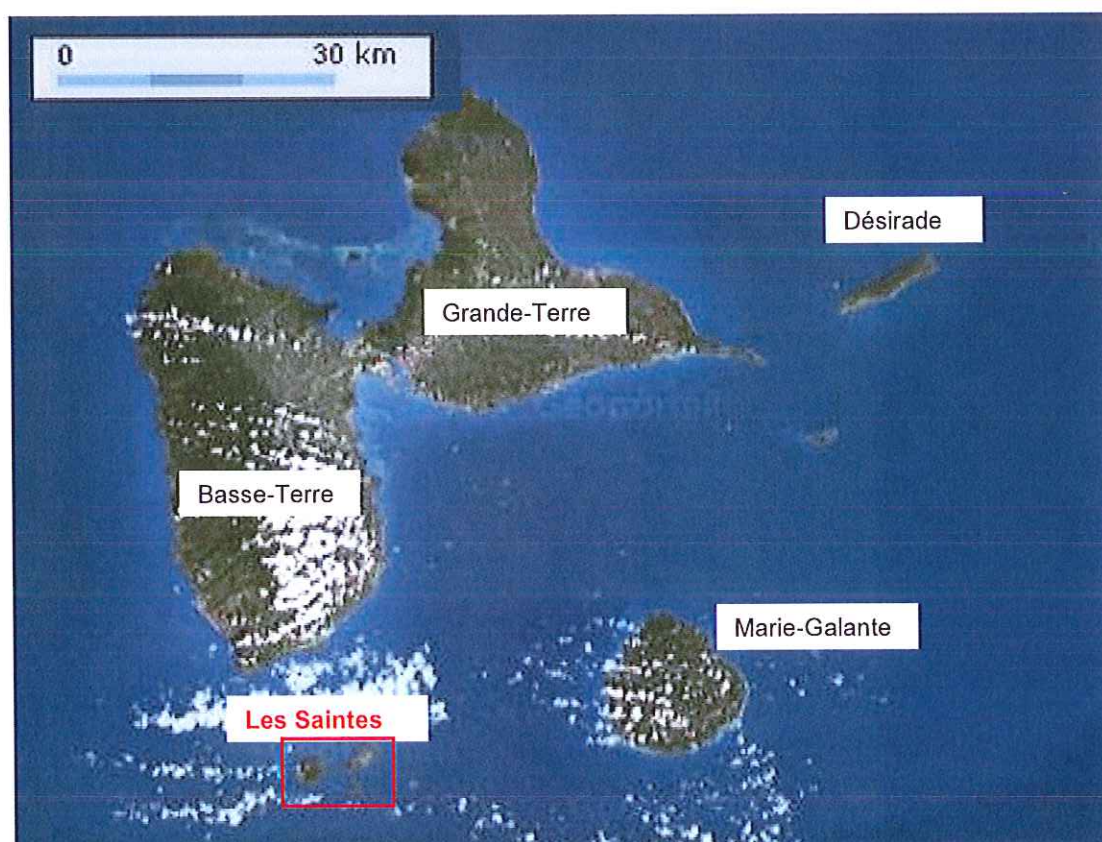 0 30 km
Désirade
Grande-Terre
Basse-Terre
Marie-Galante
Les Saintes